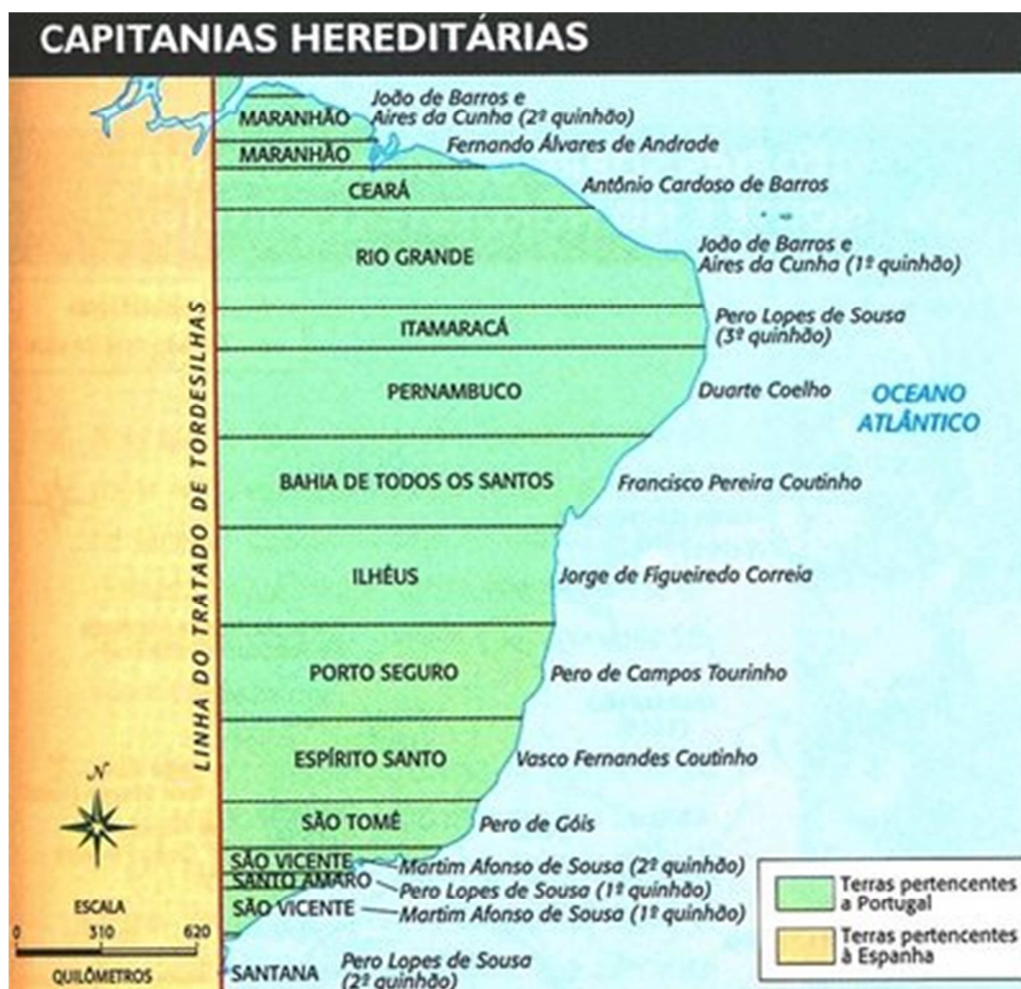 CAPITANIAS HEREDITÁRIAS
MARANHÃO
João de Barros e
Aires da Cunha (2º quinhão)
MARANHÃO
Fernando Álvares de Andrade
CEARÁ
Antônio Cardoso de Barros
RIO GRANDE
João de Barros e
Aires da Cunha (1º quinhão)
ITAMARACÁ
Pero Lopes de Sousa
(3º quinhão)
PERNAMBUCO
Duarte Coelho
OCEANO
ATLÂNTICO
LINHA DO TRATADO DE TORDESILHAS
BAHIA DE TODOS OS SANTOS
Francisco Pereira Coutinho
ILHÉUS
Jorge de Figueiredo Correia
PORTO SEGURO
Pero de Campos Tourinho
ESPÍRITO SANTO
Vasco Fernandes Coutinho
SÃO TOMÉ
Pero de Góis
SÃO VICENTE
Martim Afonso de Sousa (2º quinhão)
SANTO AMARO
Pero Lopes de Sousa (1º quinhão)
SÃO VICENTE
Martim Afonso de Sousa (1º quinhão)
SANTANA
Pero Lopes de Sousa
(2º quinhão)
N
ESCALA
0 310 620
QUILÔMETROS
Terras pertencentes
a Portugal
Terras pertencentes
à Espanha